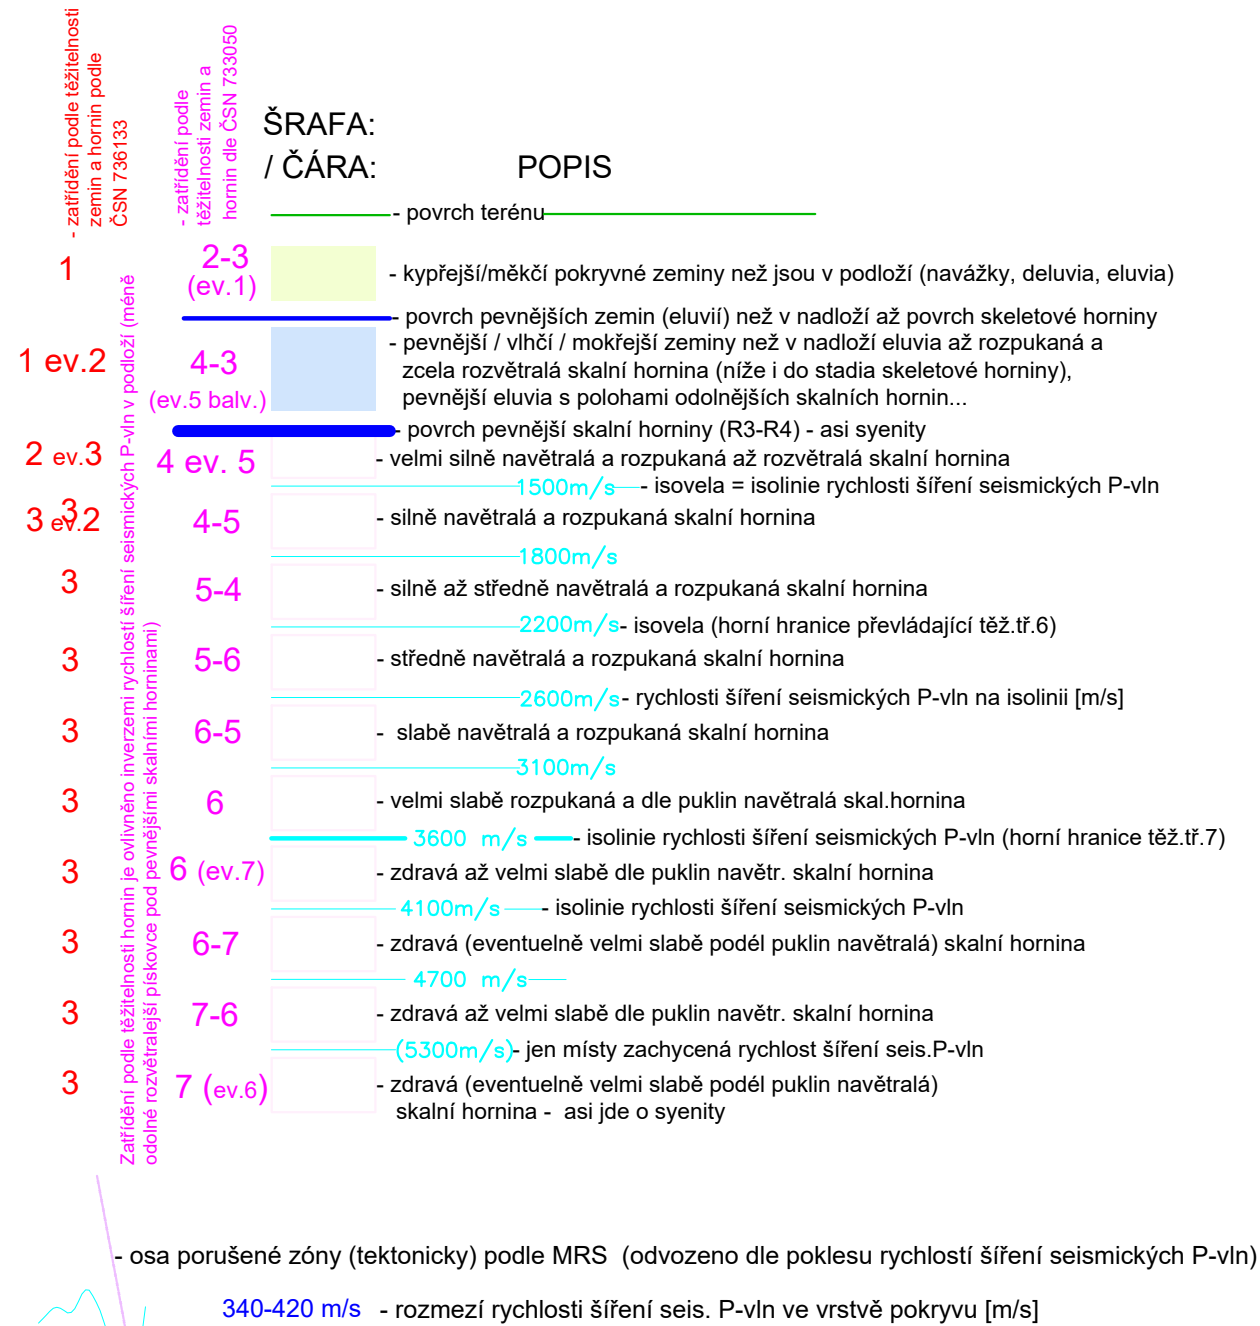 - zatřídění podle těžitelnosti
zemin a hornin podle
ČSN 736133
- zatřídění podle
těžitelnosti zemin a
hornin dle ČSN 733050
ŠRAFA:
/ ČÁRA: POPIS
- povrch terénu
1 2-3 - kypřejší/měkčí pokryvné zeminy než jsou v podloží (navážky, deluvia, eluvia)
(ev.1)
- povrch pevnějších zemin (eluvií) než v nadloží až povrch skeletové horniny
1 ev.2 4-3 - pevnější / vlhčí / mokřejší zeminy než v nadloží eluvia až rozpukaná a
zcela rozvětralá skalní hornina (níže i do stadia skeletové horniny),
(ev.5 balv.) pevnější eluvia s polohami odolnějších skalních hornin...
- povrch pevnější skalní horniny (R3-R4) - asi syenity
2 ev.3 4 ev. 5 - velmi silně navětralá a rozpukaná až rozvětralá skalní hornina
1500m/s - isovela = isolinie rychlosti šíření seismických P-vln
3
3 ev.2 4-5 - silně navětralá a rozpukaná skalní hornina
1800m/s
3 5-4 - silně až středně navětralá a rozpukaná skalní hornina
2200m/s - isovela (horní hranice převládající těž.tř.6)
3 5-6 - středně navětralá a rozpukaná skalní hornina
2600m/s - rychlosti šíření seismických P-vln na isolinii [m/s]
3 6-5 - slabě navětralá a rozpukaná skalní hornina
3100m/s
3 6 - velmi slabě rozpukaná a dle puklin navětralá skal.hornina
3600 m/s - isolinie rychlosti šíření seismických P-vln (horní hranice těž.tř.7)
3 6 (ev.7) - zdravá až velmi slabě dle puklin navětr. skalní hornina
4100m/s - isolinie rychlosti šíření seismických P-vln
3 6-7 - zdravá (eventuelně velmi slabě podél puklin navětralá) skalní hornina
4700 m/s
3 7-6 - zdravá až velmi slabě dle puklin navětr. skalní hornina
(5300m/s) - jen místy zachycená rychlost šíření seis.P-vln
3 7 (ev.6) - zdravá (eventuelně velmi slabě podél puklin navětralá)
skalní hornina - asi jde o syenity
Zatřídění podle těžitelnosti hornin je ovlivněno inverzemi rychlostí šíření seismických P-vln v podloží (méně
odolné rozvětralejší pískovce pod pevnějšími skalními horninami)
- osa porušené zóny (tektonicky) podle MRS (odvozeno dle poklesu rychlostí šíření seismických P-vln)
340-420 m/s - rozmezí rychlosti šíření seis. P-vln ve vrstvě pokryvu [m/s]